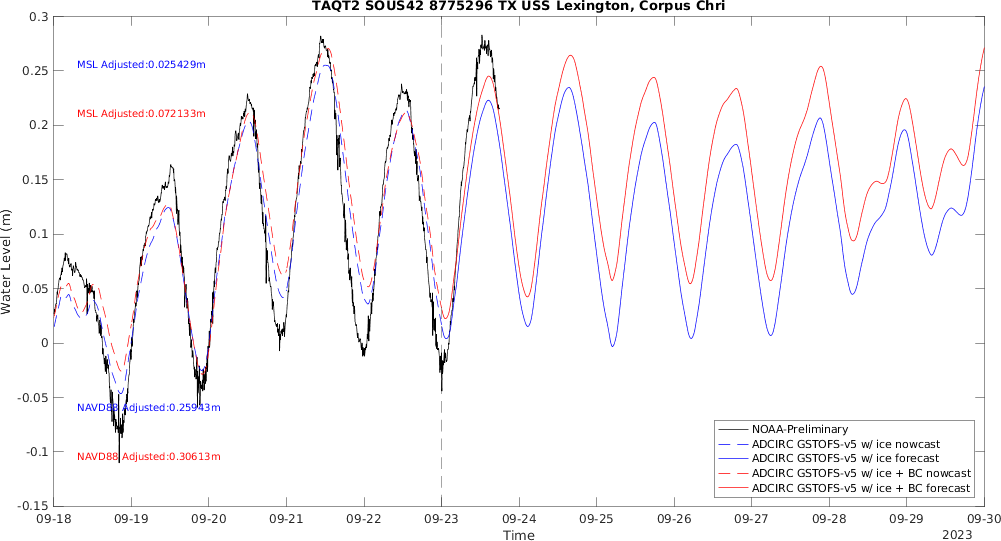 TAQT2 SOUS42 8775296 TX USS Lexington, Corpus Chri
0.3
0.25
0.2
0.15
0.1
0.05
0
-0.05
-0.1
-0.15
Water Level (m)
MSL Adjusted:0.025429m
MSL Adjusted:0.072133m
NAVD88 Adjusted:0.25943m
NAVD88 Adjusted:0.30613m
NOAA-Preliminary
ADCIRC GSTOFS-v5 w/ ice nowcast
ADCIRC GSTOFS-v5 w/ ice forecast
ADCIRC GSTOFS-v5 w/ ice + BC nowcast
ADCIRC GSTOFS-v5 w/ ice + BC forecast
09-18 09-19 09-20 09-21 09-22 09-23 09-24 09-25 09-26 09-27 09-28 09-29 09-30
Time
2023